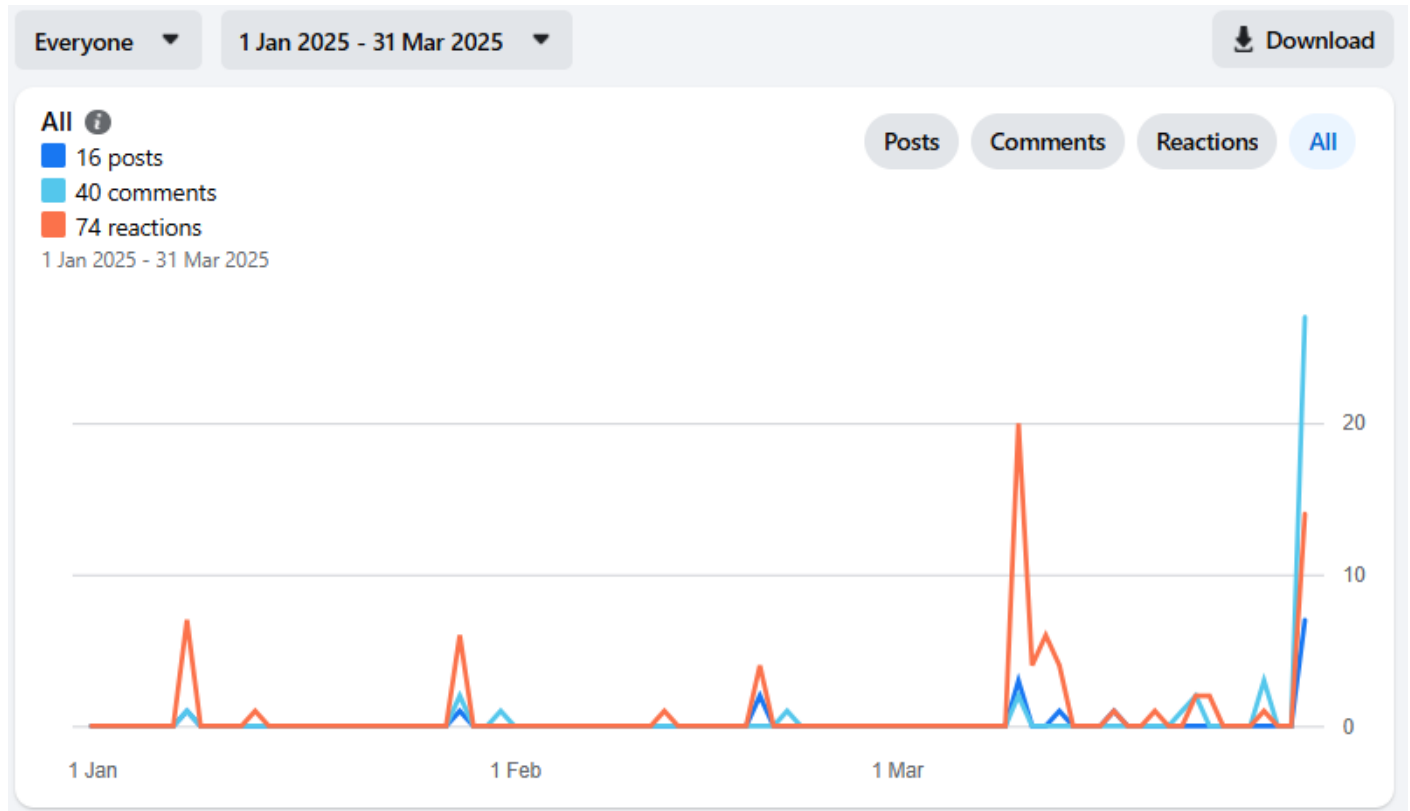 Everyone
1 Jan 2025 - 31 Mar 2025
Download
All
16 posts
40 comments
74 reactions
1 Jan 2025 - 31 Mar 2025
Posts
Comments
Reactions
All
20
10
0
1 Jan
1 Feb
1 Mar